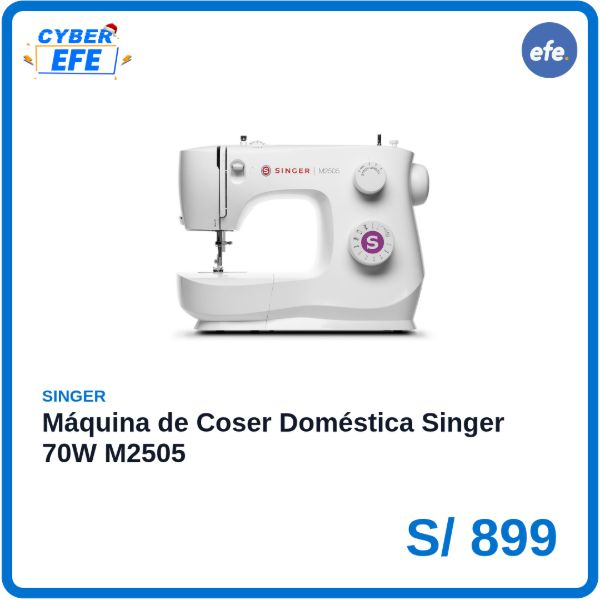 CYBER
EFE
efe.
S SINGER | M2505
S
SINGER
Máquina de Coser Doméstica Singer
70W M2505
S/ 899